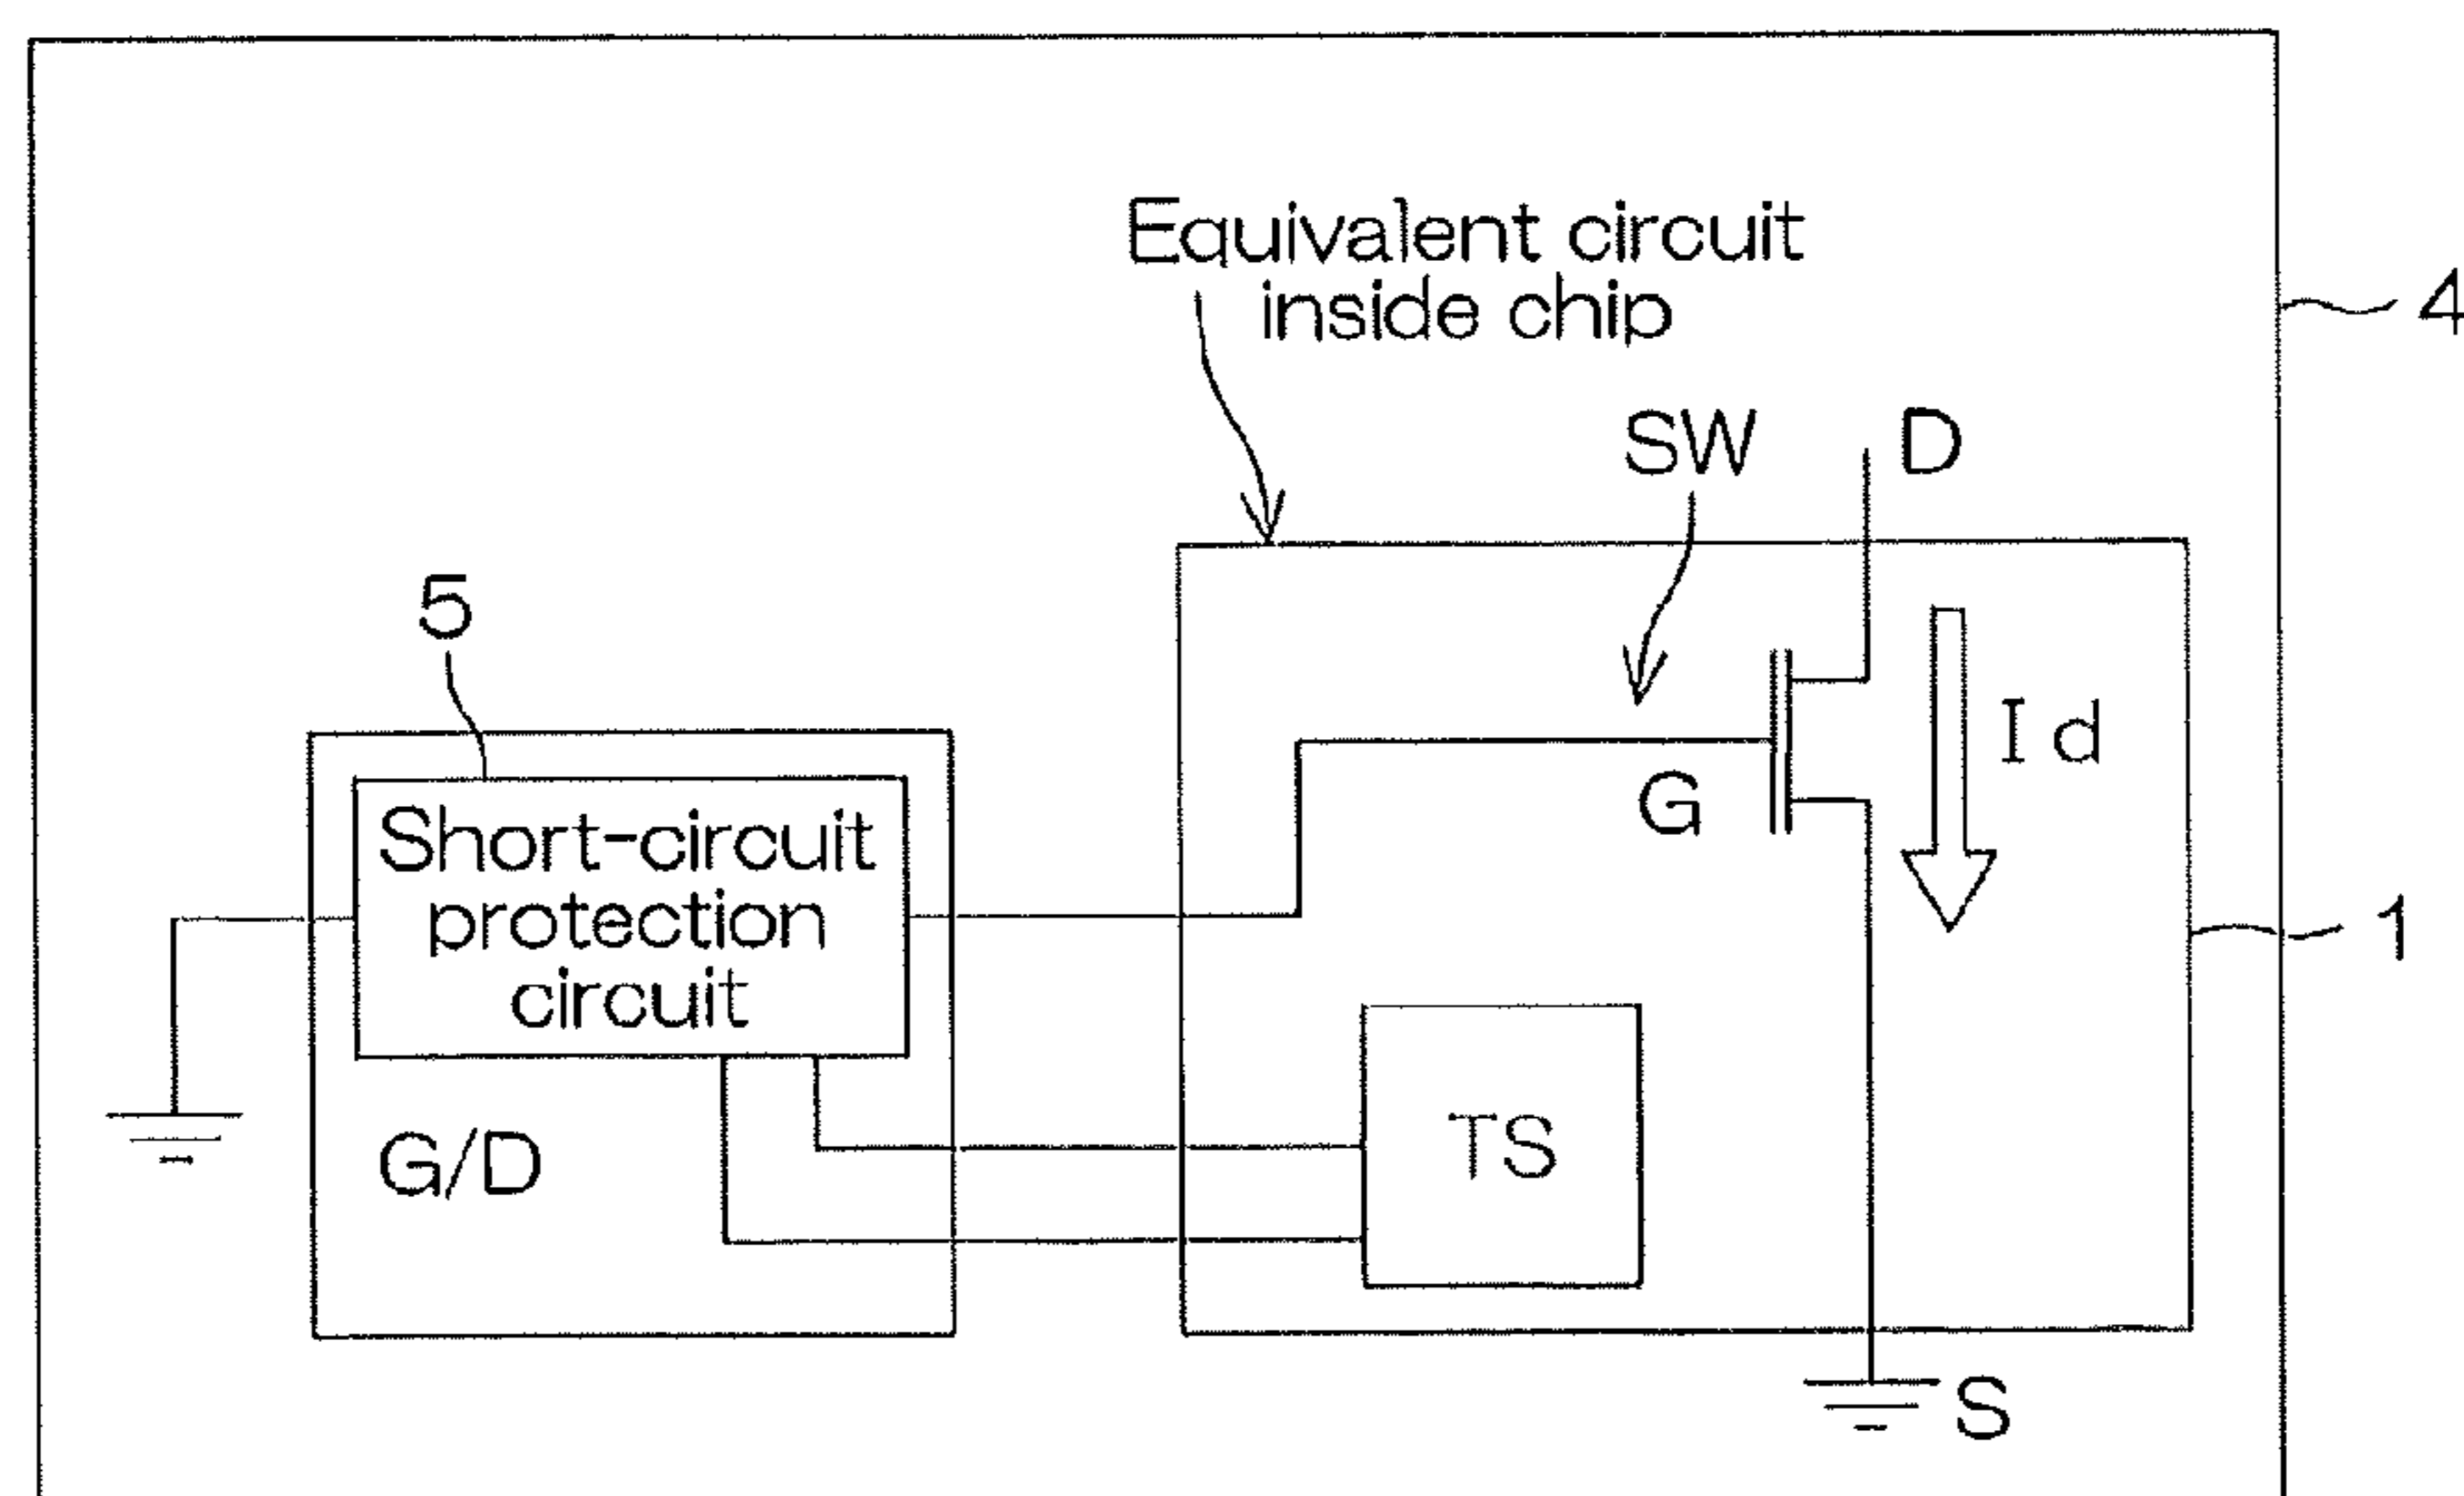 Equivalent circuit
inside chip
4
SW
D
5
Id
Short-circuit
protection
circuit
G
1
TS
G/D
S